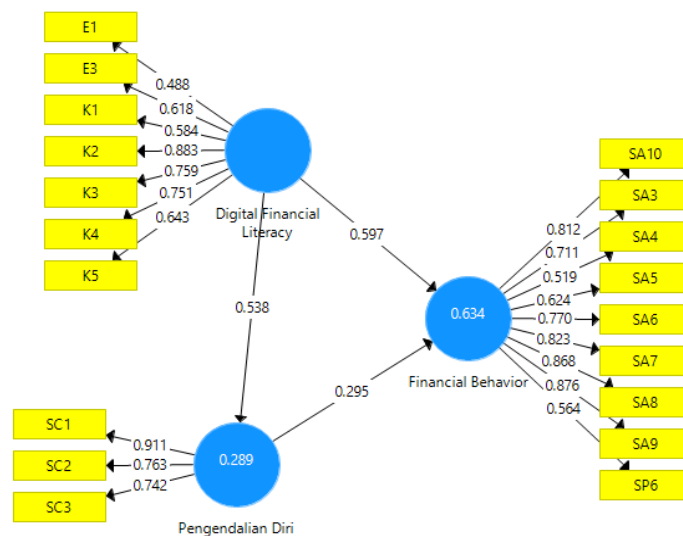 E1
E3
K1
K2
K3
K4
K5
0.488
0.618
0.584
0.883
0.759
0.751
0.643
Digital Financial
Literacy
0.597
0.538
0.295
SC1
SC2
SC3
0.911
0.763
0.742
0.289
Pengendalian Diri
0.634
Financial Behavior
0.812
0.711
0.519
0.624
0.770
0.823
0.868
0.876
0.564
SA10
SA3
SA4
SA5
SA6
SA7
SA8
SA9
SP6